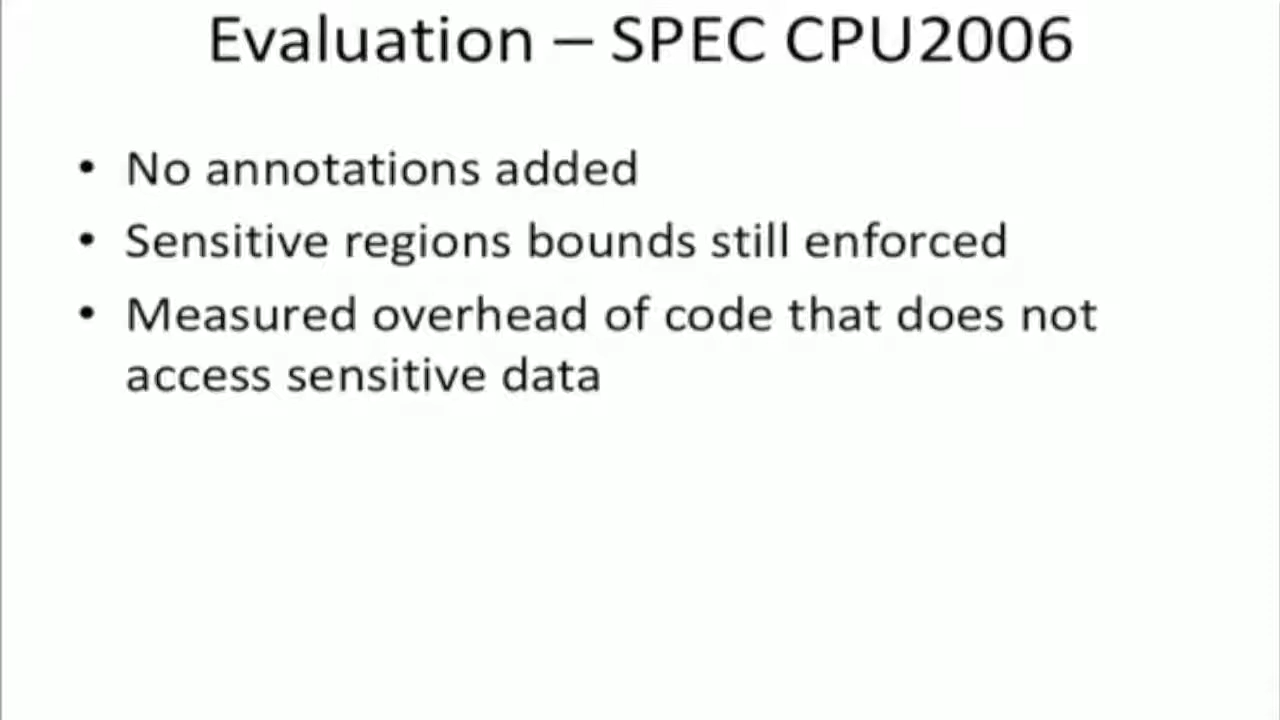 Evaluation – SPEC CPU2006
• No annotations added
• Sensitive regions bounds still enforced
• Measured overhead of code that does not
access sensitive data